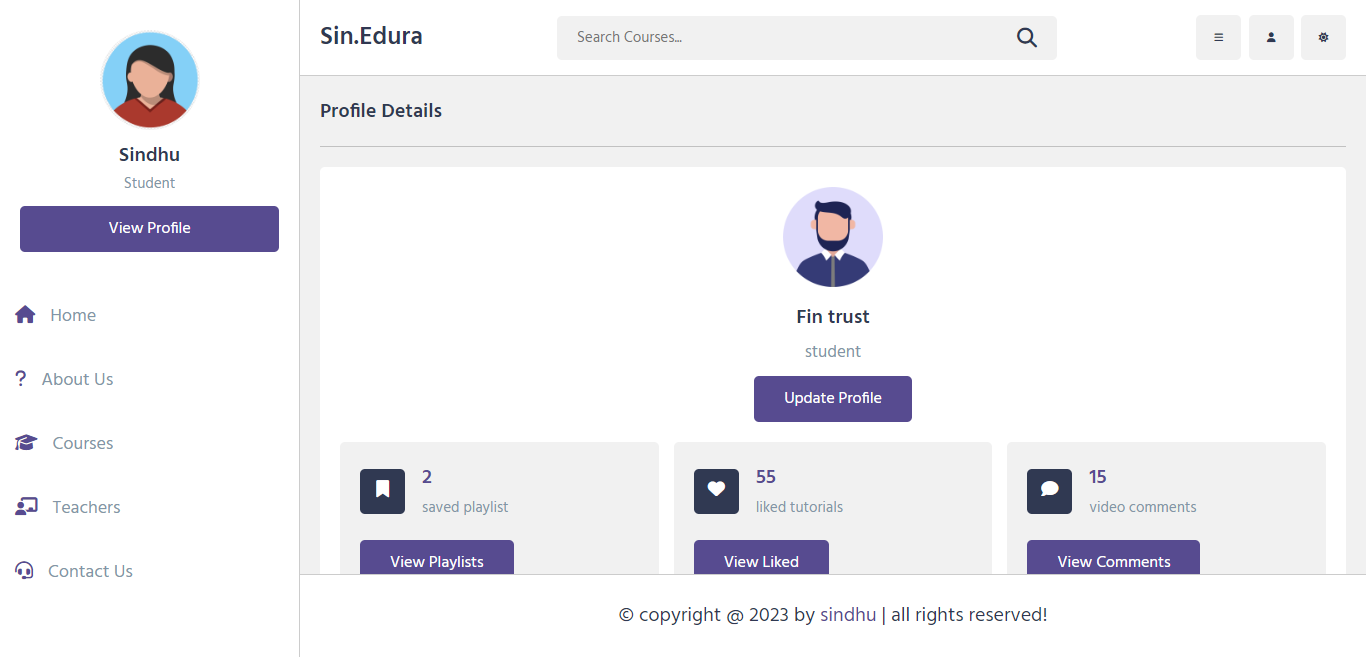 Sindhu
Student
View Profile
Home
? About Us
Courses
Teachers
Contact Us
Sin.Edura
Search Courses...
Profile Details
Fin trust
student
Update Profile
2
saved playlist
View Playlists
55
liked tutorials
View Liked
15
video comments
View Comments
© copyright @ 2023 by sindhu | all rights reserved!